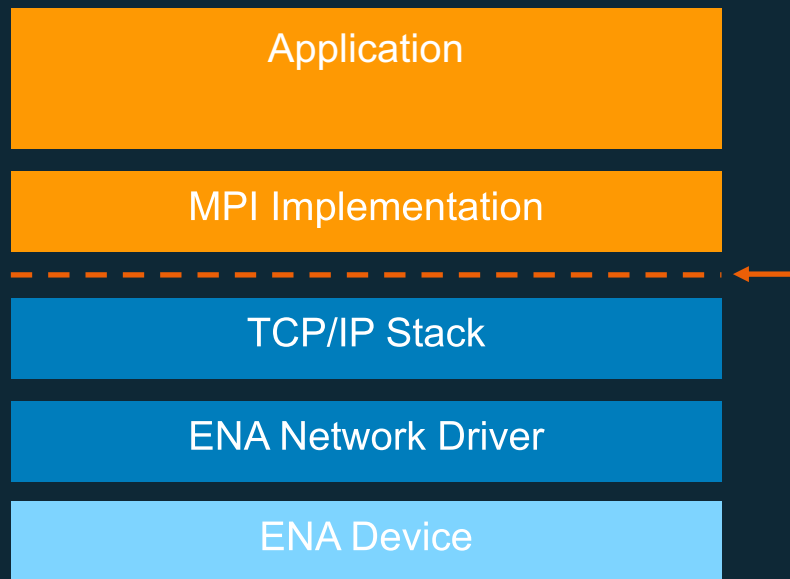 Application
MPI Implementation
TCP/IP Stack
ENA Network Driver
ENA Device